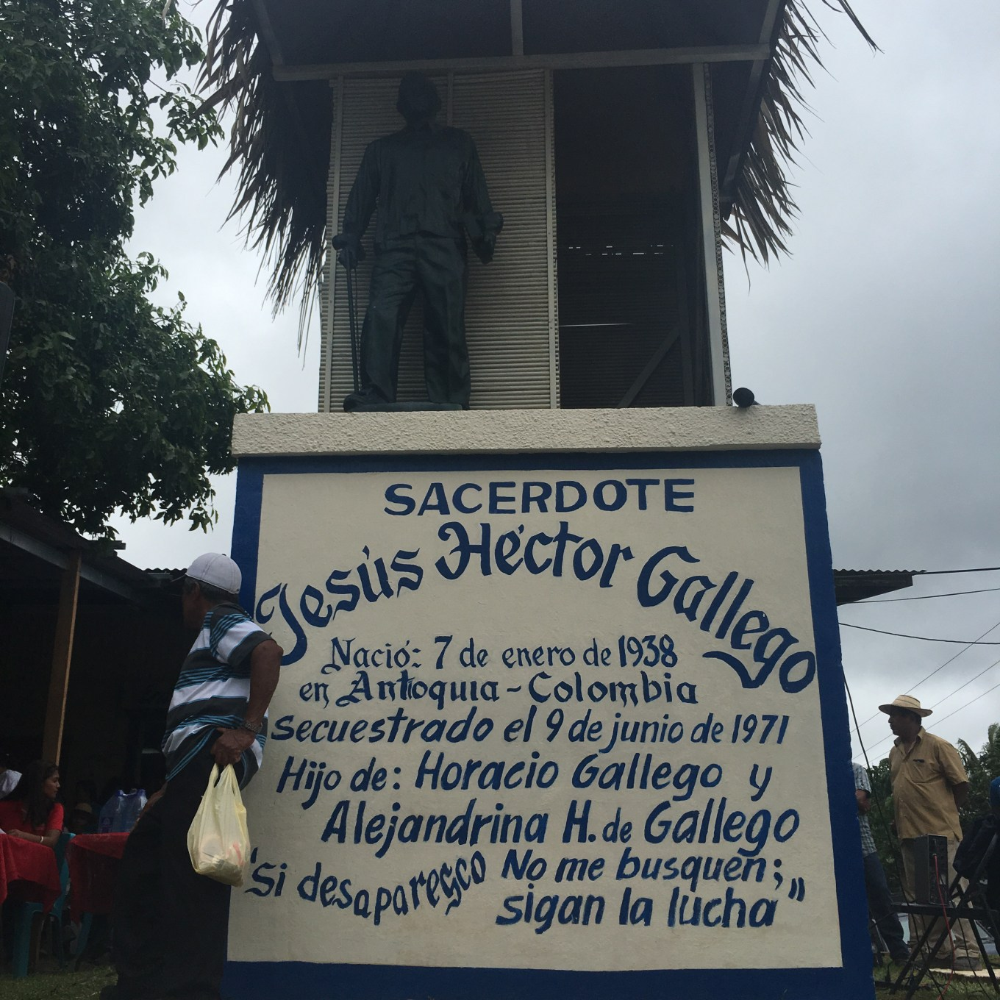 SACERDOTE
Jesús Héctor Gallego
Nació: 7 de enero de 1938
en Antioquia - Colombia
secuestrado el 9 de junio de 1971
Hijo de: Horacio Gallego y
Alejandrina H. de Gallego
"Si desaparesco No me busquen;
sigan la lucha"